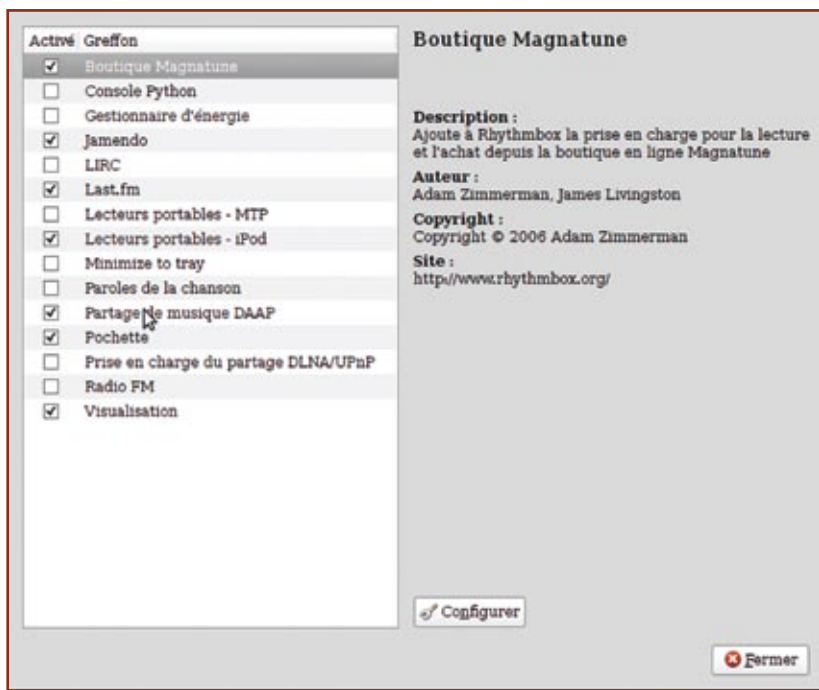 Activé Greffon
Boutique Magnatune
Console Python
Gestionnaire d'énergie
Jamendo
LIRC
Last.fm
Lecteurs portables - MTP
Lecteurs portables - iPod
Minimize to tray
Paroles de la chanson
Partage de musique DAAP
Pochette
Prise en charge du partage DLNA/UPnP
Radio FM
Visualisation
Boutique Magnatune
Description :
Ajoute à Rhythmbox la prise en charge pour la lecture
et l'achat depuis la boutique en ligne Magnatune
Auteur :
Adam Zimmerman, James Livingston
Copyright :
Copyright © 2006 Adam Zimmerman
Site :
http://www.rhythmbox.org/
Configurer
Fermer